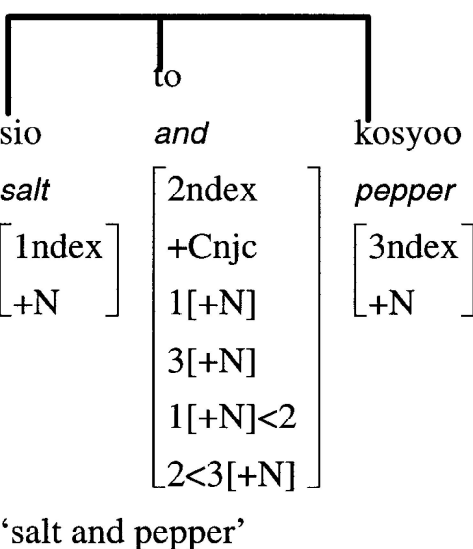 to
sio and kosyoo
salt 2ndex pepper
1ndex +Cnjc 3ndex
+N 1[+N] +N
3[+N]
1[+N]<2
2<3[+N]
‘salt and pepper’